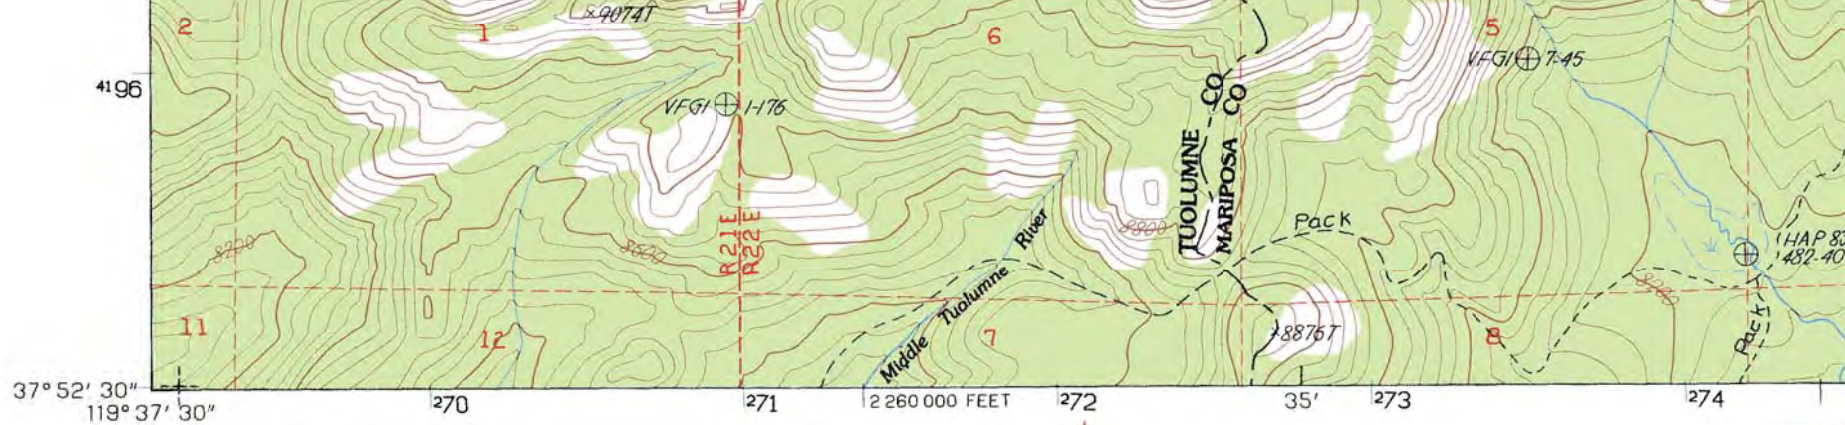 2
1
×9074T
6
5
VFGI 7-45
4196
VFGI 1-176
TUOLUMNE CO
MARIPOSA CO
R 21 E
R 22 E
8200
8600
8800
River
Pack
HAP 83
482-40
11
12
Middle Tuolumne
7
8876T
8
Pack
37° 52' 30"
119° 37' 30"
270
271
2 260 000 FEET
272
35'
273
274